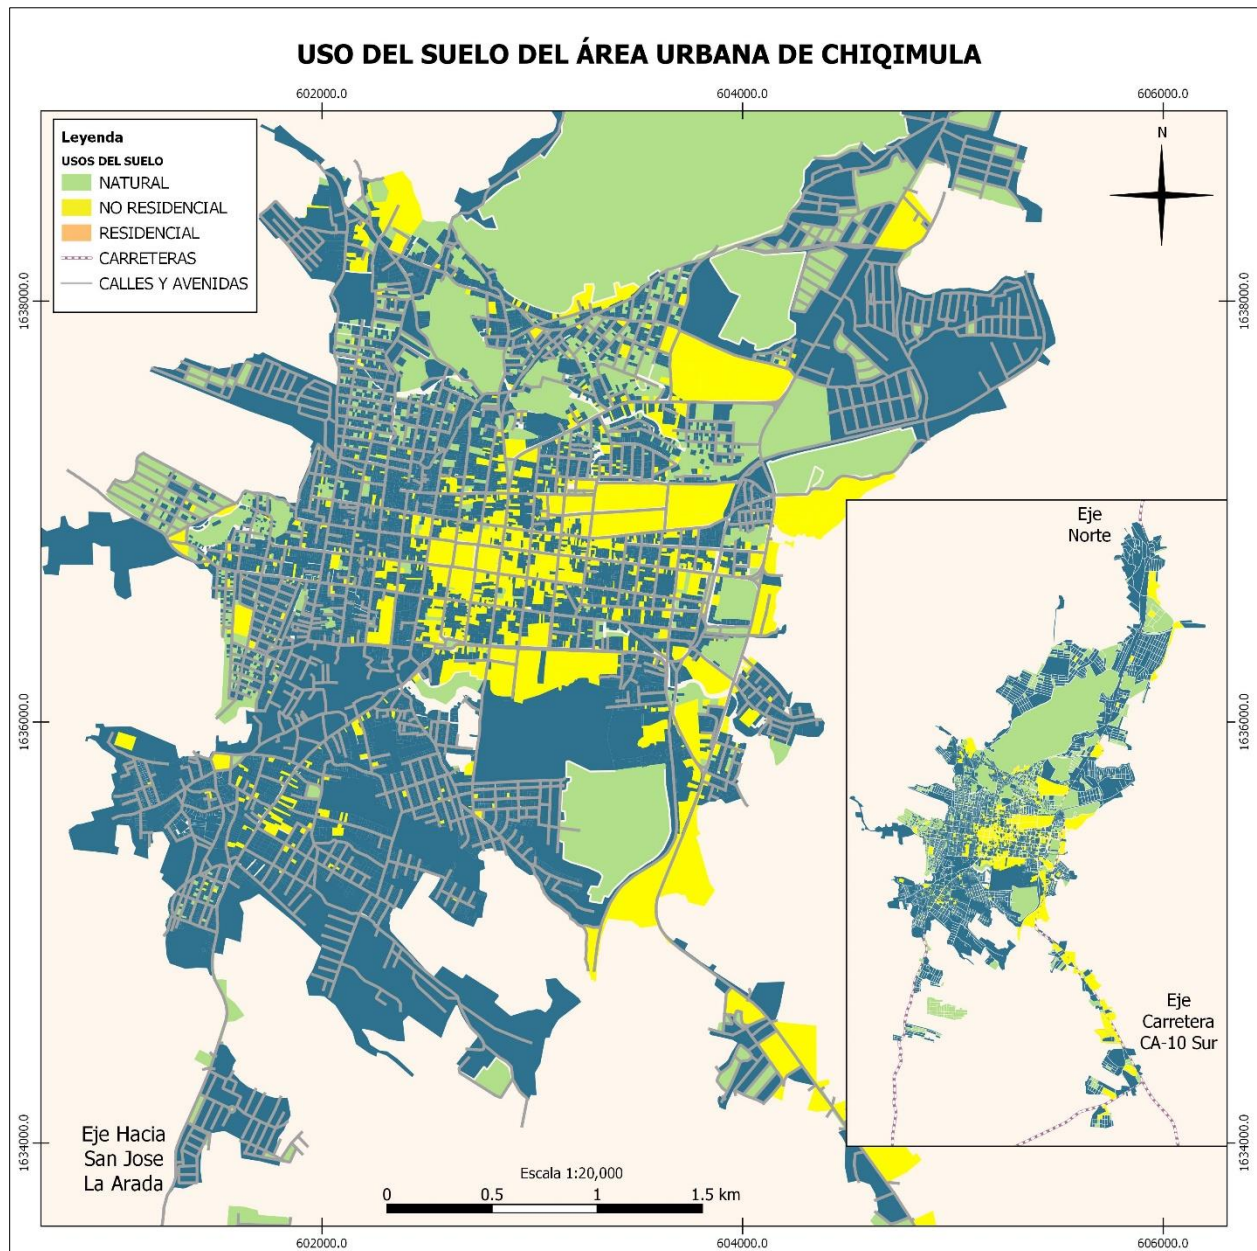 USO DEL SUELO DEL ÁREA URBANA DE CHIQIMULA
602000.0
604000.0
606000.0
Leyenda
USOS DEL SUELO
NATURAL
NO RESIDENCIAL
RESIDENCIAL
CARRETERAS
CALLES Y AVENIDAS
N
1638000.0
1638000.0
Eje
Norte
1636000.0
1636000.0
Eje
Carretera
CA-10 Sur
Eje Hacia
San Jose
La Arada
1634000.0
1634000.0
Escala 1:20,000
0 0.5 1 1.5 km
602000.0
604000.0
606000.0